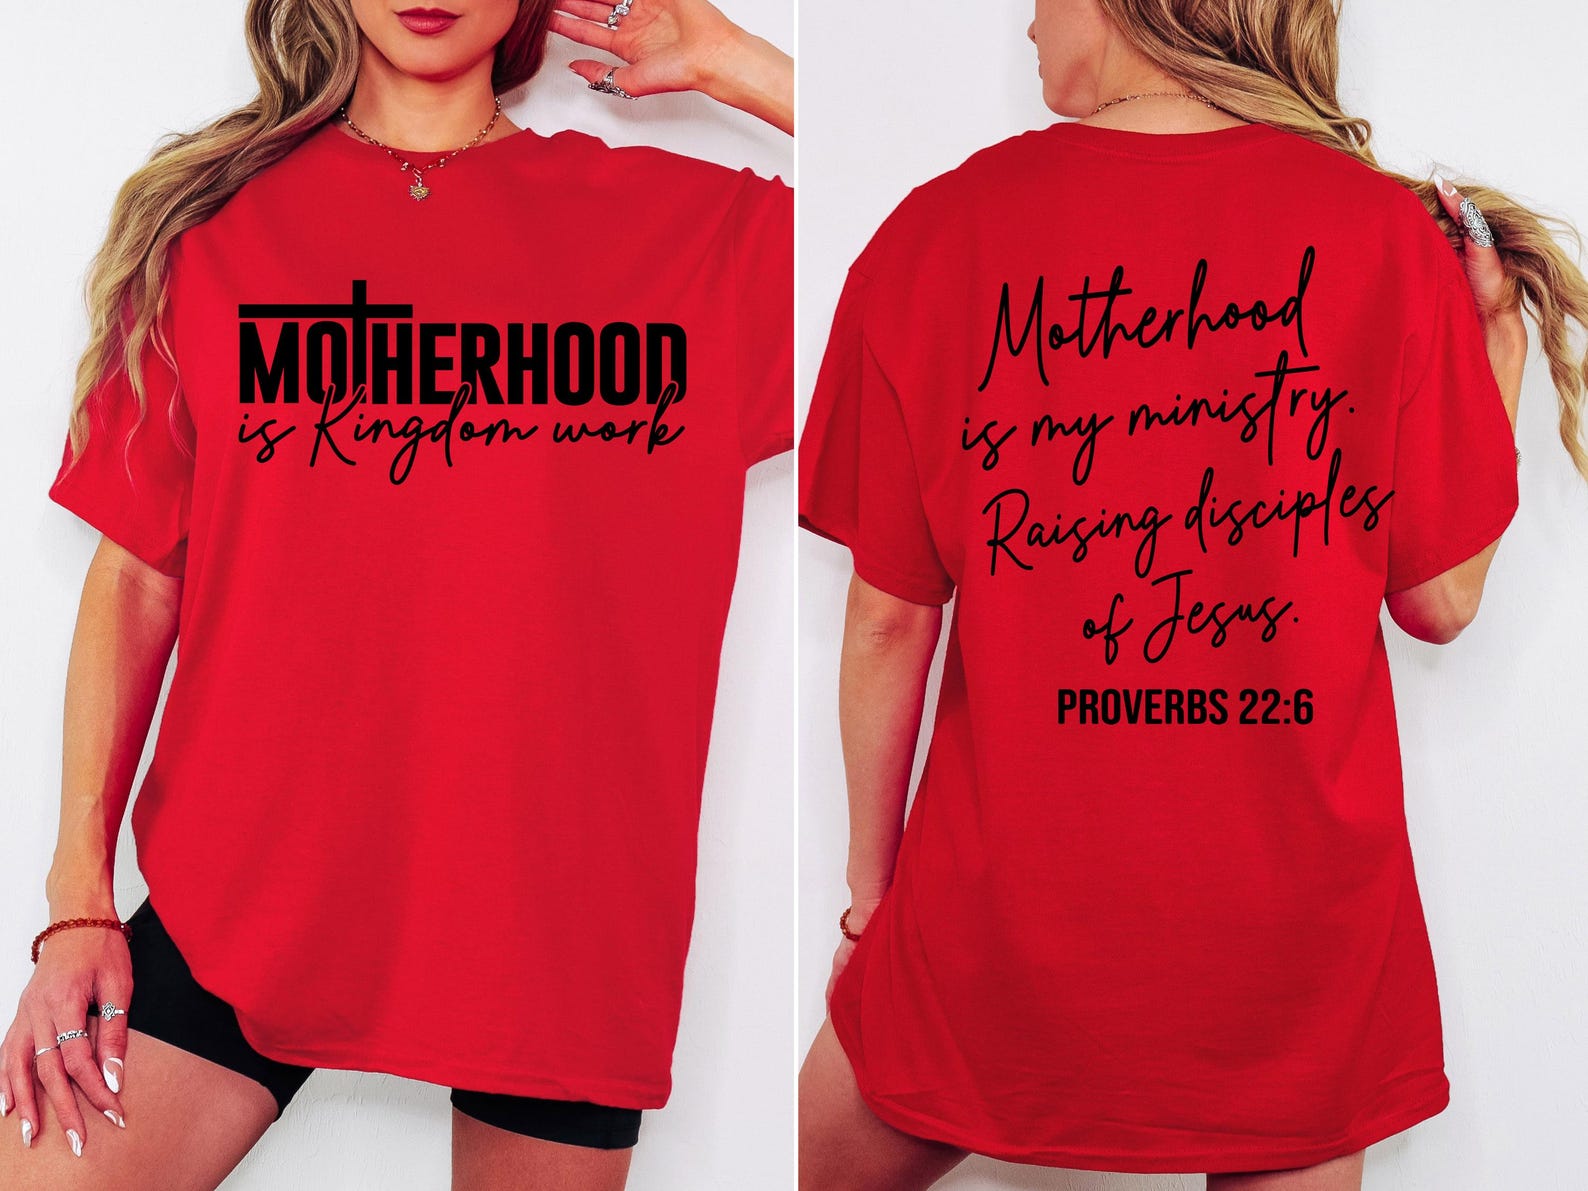 MOTHERHOOD
is Kingdom work
Motherhood
is my ministry.
Raising disciples
of Jesus.
PROVERBS 22:6